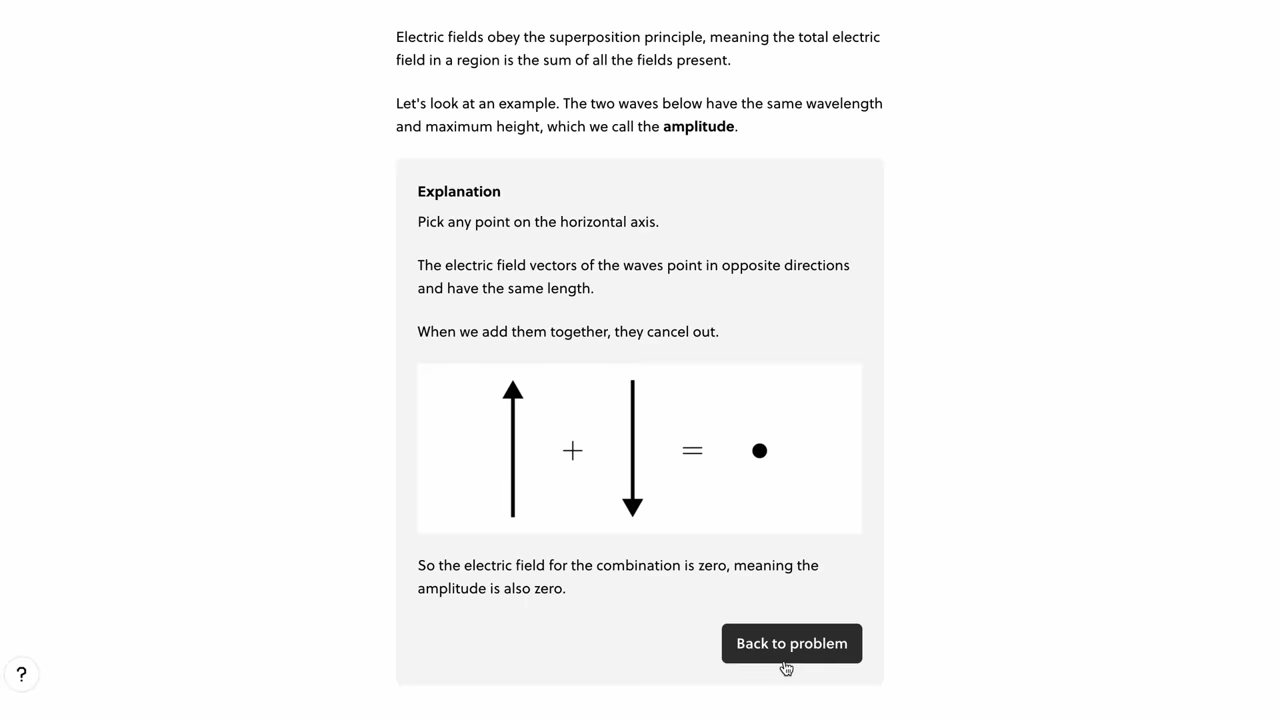 Electric fields obey the superposition principle, meaning the total electric
field in a region is the sum of all the fields present.
Let's look at an example. The two waves below have the same wavelength
and maximum height, which we call the amplitude.
Explanation
Pick any point on the horizontal axis.
The electric field vectors of the waves point in opposite directions
and have the same length.
When we add them together, they cancel out.
+ =
So the electric field for the combination is zero, meaning the
amplitude is also zero.
Back to problem
?